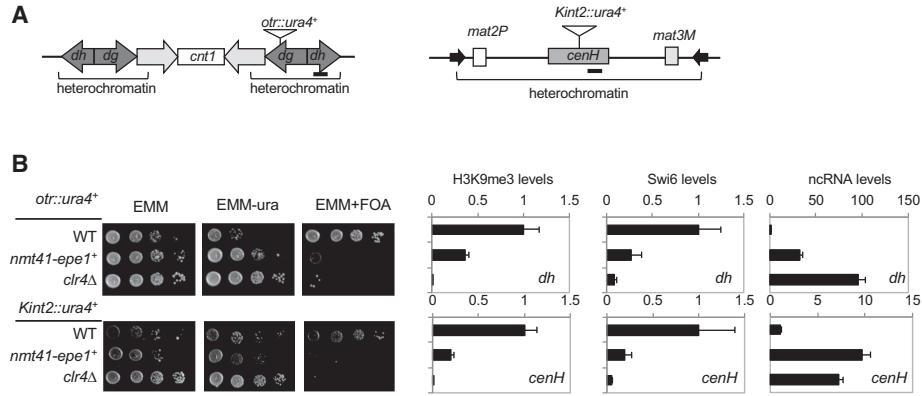 A
otr::ura4+
dh dg cnt1 dg dh
heterochromatin heterochromatin
Kint2::ura4+
mat2P cenH mat3M
heterochromatin
B
otr::ura4+ EMM EMM-ura EMM+FOA
WT
nmt41-epe1+
clr4Δ
Kint2::ura4+
WT
nmt41-epe1+
clr4Δ
H3K9me3 levels Swi6 levels ncRNA levels
0 0.5 1 1.5 0 0.5 1 1.5 0 50 100 150
dh dh dh
0 0.5 1 1.5 0 0.5 1 1.5 0 50 100 150
cenH cenH cenH